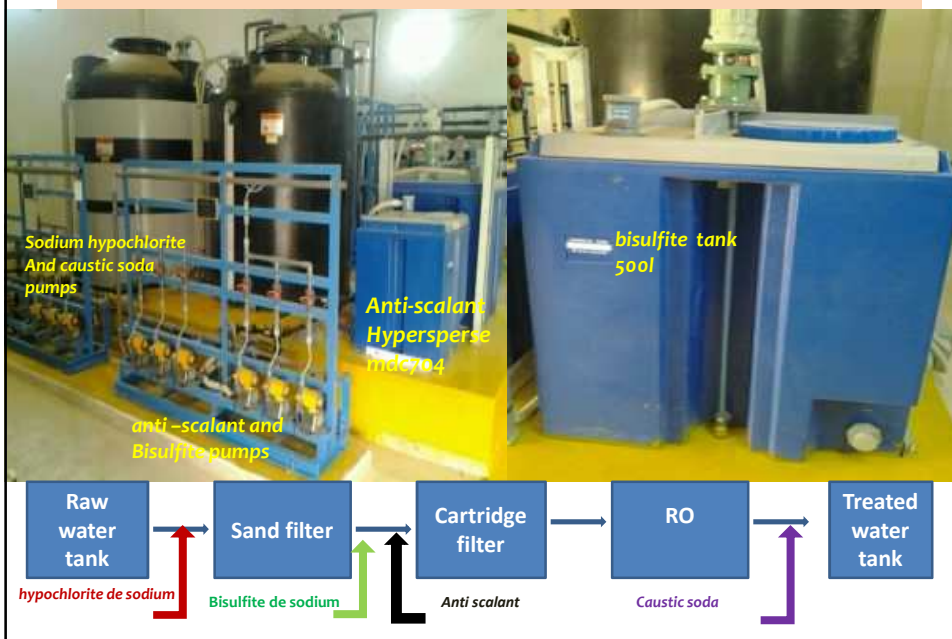 Sodium hypochlorite
And caustic soda
pumps
Anti-scalant
Hypersperse
mdc704
anti –scalant and
Bisulfite pumps
bisulfite tank
500l
Raw
water
tank
Sand filter
Cartridge
filter
RO
Treated
water
tank
hypochlorite de sodium
Bisulfite de sodium
Anti scalant
Caustic soda